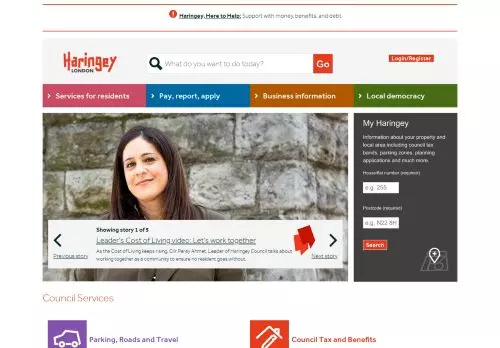 Haringey, Here to Help: Support with money, benefits, and debt.
Haringey
LONDON
What do you want to do today?
Go
Login/Register
Services for residents
Pay, report, apply
Business information
Local democracy
My Haringey
Information about your property and
local area including council tax
bands, parking zones, planning
applications and much more.
House/flat number (required)
e.g. 255
Postcode (required)
e.g. N22 8H
Search
Showing story 1 of 3
Leader's Cost of Living video: Let's work together
As the Cost of Living keeps rising, Cllr Peray Ahmet, Leader of Haringey Council talks about
working together as a community to ensure no resident goes without.
Previous story
Next story
Council Services
Parking, Roads and Travel
Council Tax and Benefits